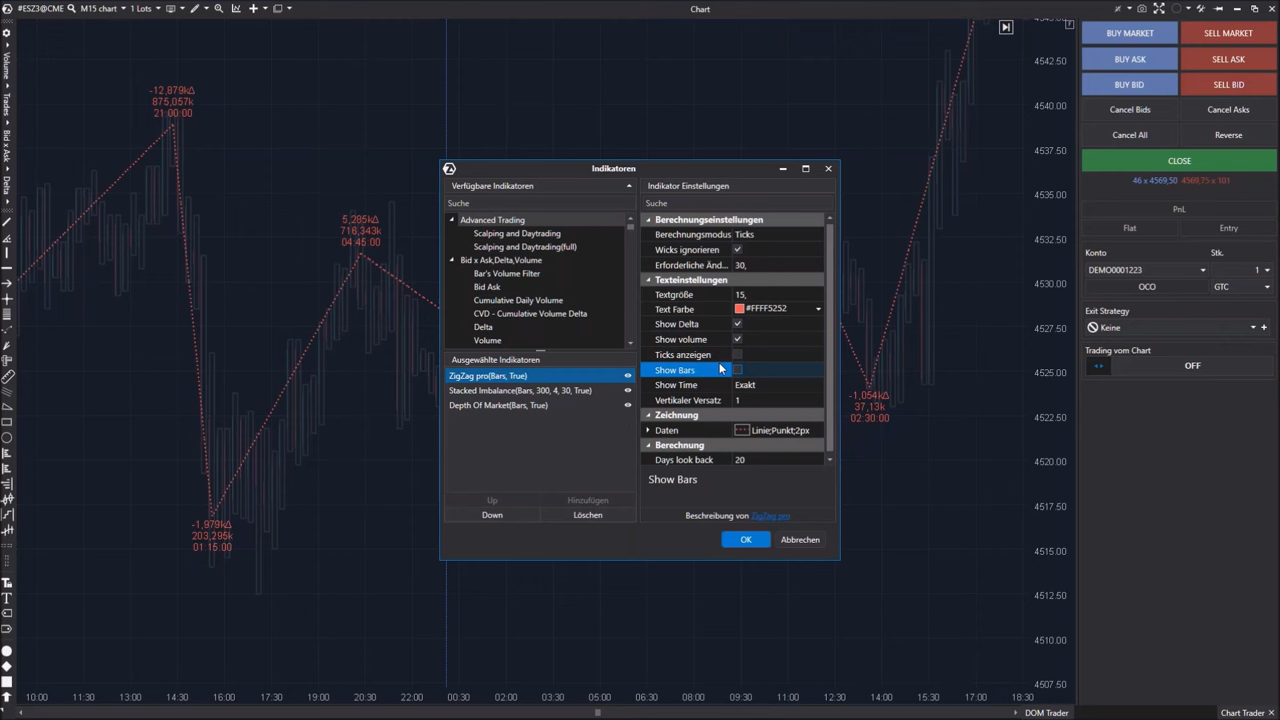 #ESZ3@CME M15 chart 1 Lots Chart
Volume
Trades
Bid x Ask
Delta
-12,879kΔ
875,057k
21:00:00
5,285kΔ
716,343k
04:45:00
-1,979kΔ
203,295k
01:15:00
-1,054kΔ
37,13k
02:30:00
Indikatoren
Verfügbare Indikatoren
Suche
Advanced Trading
Scalping and Daytrading
Scalping and Daytrading(full)
Bid x Ask,Delta,Volume
Bar's Volume Filter
Bid Ask
Cumulative Daily Volume
CVD - Cumulative Volume Delta
Delta
Volume
Ausgewählte Indikatoren
ZigZag pro(Bars, True)
Stacked Imbalance(Bars, 300, 4, 30, True)
Depth Of Market(Bars, True)
Up Hinzufügen
Down Löschen
Indikator Einstellungen
Suche
Berechnungseinstellungen
Berechnungsmodus Ticks
Wicks ignorieren
Erforderliche Änd... 30,
Texteinstellungen
Textgröße 15,
Text Farbe #FFFF5252
Show Delta
Show volume
Ticks anzeigen
Show Bars
Show Time Exakt
Vertikaler Versatz 1
Zeichnung
Daten Linie;Punkt;2px
Berechnung
Days look back 20
Show Bars
Beschreibung von ZigZag pro
OK Abbrechen
4545.00
4542.50
4540.00
4537.50
4535.00
4532.50
4530.00
4527.50
4525.00
4522.50
4520.00
4517.50
4515.00
4512.50
4510.00
4507.50
10:00 11:30 13:00 14:30 16:00 17:30 19:00 20:30 22:00 00:30 02:00 03:30 05:00 06:30 08:00 09:30 11:00 12:30 14:00 15:30 17:00 18:30
BUY MARKET SELL MARKET
BUY ASK SELL ASK
BUY BID SELL BID
Cancel Bids Cancel Asks
Cancel All Reverse
CLOSE
46 x 4569,50 4569,75 x 101
PnL
Flat Entry
Konto Stk.
DEMO0001223 1
OCO GTC
Exit Strategy
Keine
Trading vom Chart
OFF
DOM Trader Chart Trader